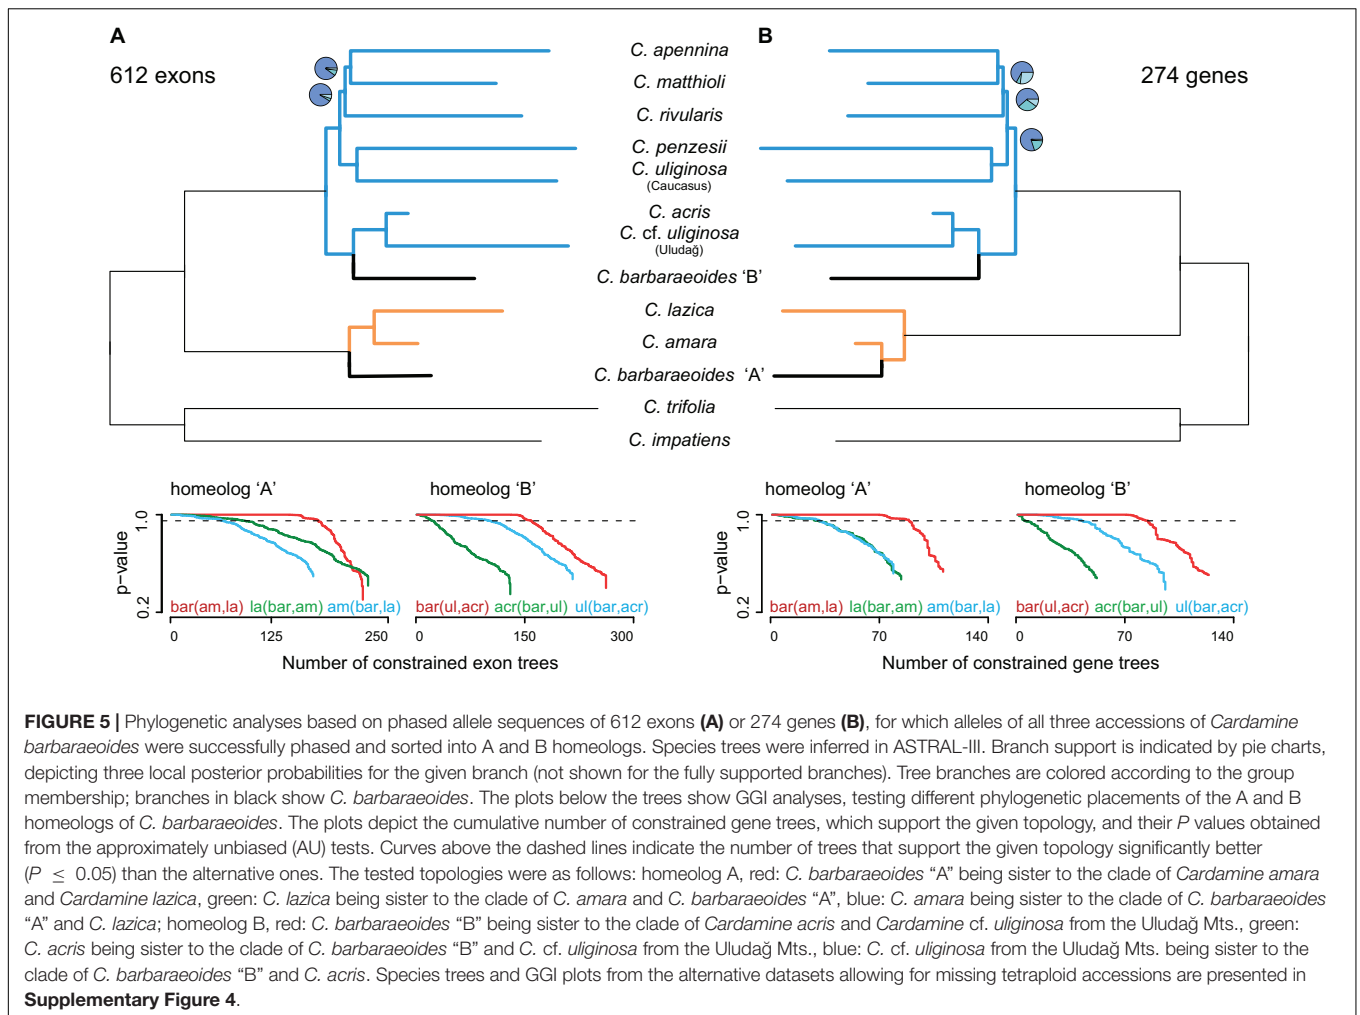 A
B
612 exons
274 genes
C. apennina
C. matthioli
C. rivularis
C. penzesii
C. uliginosa
(Caucasus)
C. acris
C. cf. uliginosa
(Uludağ)
C. barbaraeoides ‘B’
C. lazica
C. amara
C. barbaraeoides ‘A’
C. trifolia
C. impatiens
homeolog ‘A’
homeolog ‘B’
homeolog ‘A’
homeolog ‘B’
p−value
1.0
0.2
bar(am,la) la(bar,am) am(bar,la)
bar(ul,acr) acr(bar,ul) ul(bar,acr)
0 125 250
0 150 300
Number of constrained exon trees
p−value
1.0
0.2
bar(am,la) la(bar,am) am(bar,la)
bar(ul,acr) acr(bar,ul) ul(bar,acr)
0 70 140
0 70 140
Number of constrained gene trees
FIGURE 5 | Phylogenetic analyses based on phased allele sequences of 612 exons (A) or 274 genes (B), for which alleles of all three accessions of Cardamine
barbaraeoides were successfully phased and sorted into A and B homeologs. Species trees were inferred in ASTRAL-III. Branch support is indicated by pie charts,
depicting three local posterior probabilities for the given branch (not shown for the fully supported branches). Tree branches are colored according to the group
membership; branches in black show C. barbaraeoides. The plots below the trees show GGI analyses, testing different phylogenetic placements of the A and B
homeologs of C. barbaraeoides. The plots depict the cumulative number of constrained gene trees, which support the given topology, and their P values obtained
from the approximately unbiased (AU) tests. Curves above the dashed lines indicate the number of trees that support the given topology significantly better
(P ≤ 0.05) than the alternative ones. The tested topologies were as follows: homeolog A, red: C. barbaraeoides “A” being sister to the clade of Cardamine amara
and Cardamine lazica, green: C. lazica being sister to the clade of C. amara and C. barbaraeoides “A”, blue: C. amara being sister to the clade of C. barbaraeoides
“A” and C. lazica; homeolog B, red: C. barbaraeoides “B” being sister to the clade of Cardamine acris and Cardamine cf. uliginosa from the Uludağ Mts., green:
C. acris being sister to the clade of C. barbaraeoides “B” and C. cf. uliginosa from the Uludağ Mts., blue: C. cf. uliginosa from the Uludağ Mts. being sister to the
clade of C. barbaraeoides “B” and C. acris. Species trees and GGI plots from the alternative datasets allowing for missing tetraploid accessions are presented in
Supplementary Figure 4.